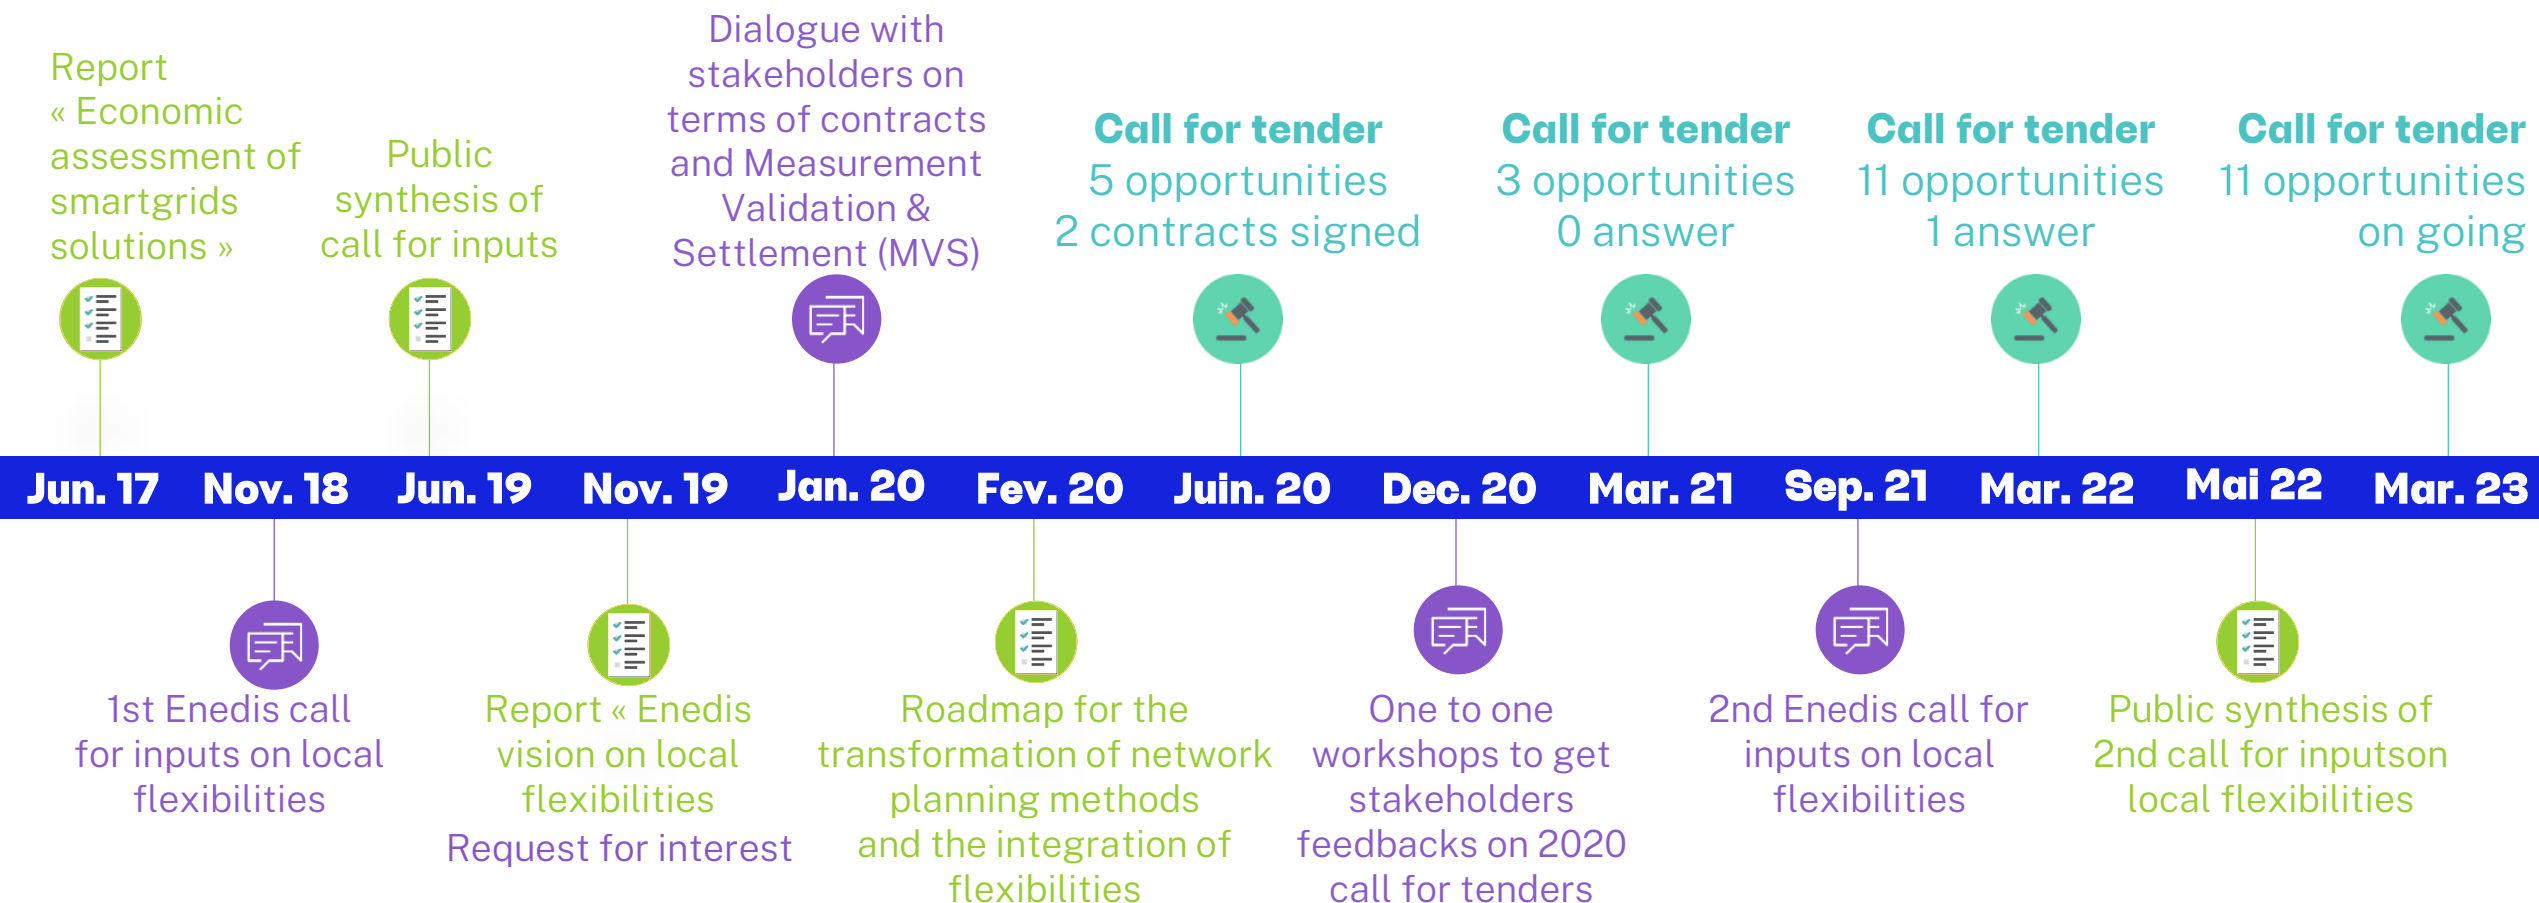 Report
« Economic
assessment of
smartgrids
solutions »
Public
synthesis of
call for inputs
Dialogue with
stakeholders on
terms of contracts
and Measurement
Validation &
Settlement (MVS)
Call for tender
5 opportunities
2 contracts signed
Call for tender
3 opportunities
0 answer
Call for tender
11 opportunities
1 answer
Call for tender
11 opportunities
on going
Jun. 17 Nov. 18 Jun. 19 Nov. 19 Jan. 20 Fev. 20 Juin. 20 Dec. 20 Mar. 21 Sep. 21 Mar. 22 Mai 22 Mar. 23
1st Enedis call
for inputs on local
flexibilities
Report « Enedis
vision on local
flexibilities
Request for interest
Roadmap for the
transformation of network
planning methods
and the integration of
flexibilities
One to one
workshops to get
stakeholders
feedbacks on 2020
call for tenders
2nd Enedis call for
inputs on local
flexibilities
Public synthesis of
2nd call for inputson
local flexibilities